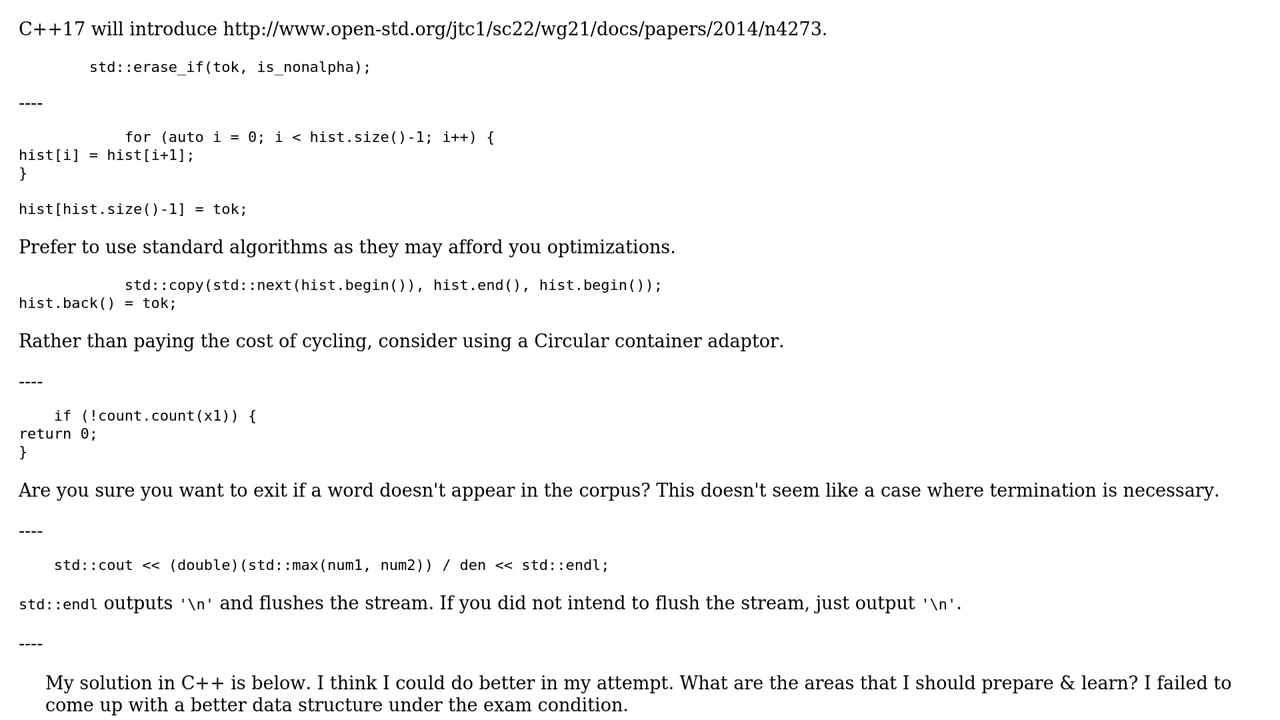 C++17 will introduce http://www.open-std.org/jtc1/sc22/wg21/docs/papers/2014/n4273.
std::erase_if(tok, is_nonalpha);
----
for (auto i = 0; i < hist.size()-1; i++) {
hist[i] = hist[i+1];
}
hist[hist.size()-1] = tok;
Prefer to use standard algorithms as they may afford you optimizations.
std::copy(std::next(hist.begin()), hist.end(), hist.begin());
hist.back() = tok;
Rather than paying the cost of cycling, consider using a Circular container adaptor.
----
if (!count.count(x1)) {
return 0;
}
Are you sure you want to exit if a word doesn't appear in the corpus? This doesn't seem like a case where termination is necessary.
----
std::cout << (double)(std::max(num1, num2)) / den << std::endl;
std::endl outputs '\n' and flushes the stream. If you did not intend to flush the stream, just output '\n'.
----
My solution in C++ is below. I think I could do better in my attempt. What are the areas that I should prepare & learn? I failed to
come up with a better data structure under the exam condition.